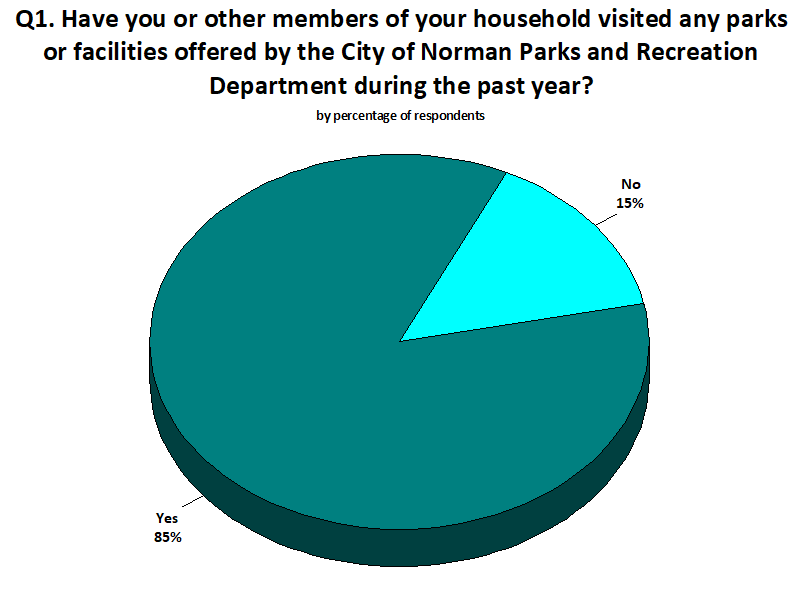 Q1. Have you or other members of your household visited any parks
or facilities offered by the City of Norman Parks and Recreation
Department during the past year?
by percentage of respondents
No
15%
Yes
85%